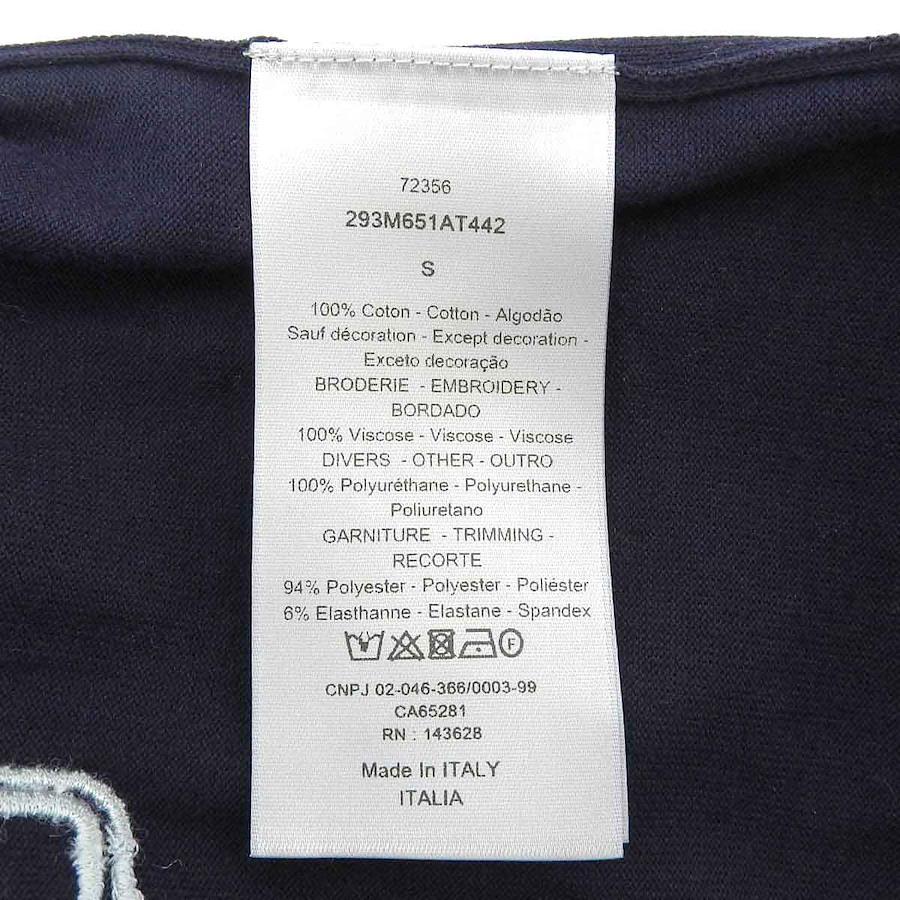 72356
293M651AT442
S
100% Coton - Cotton - Algodão
Sauf décoration - Except decoration -
Exceto decoração
BRODERIE - EMBROIDERY -
BORDADO
100% Viscose - Viscose - Viscose
DIVERS - OTHER - OUTRO
100% Polyuréthane - Polyurethane -
Poliuretano
GARNITURE - TRIMMING -
RECORTE
94% Polyester - Polyester - Poliéster
6% Elasthanne - Elastane - Spandex
F
CNPJ 02-046-366/0003-99
CA65281
RN : 143628
Made In ITALY
ITALIA